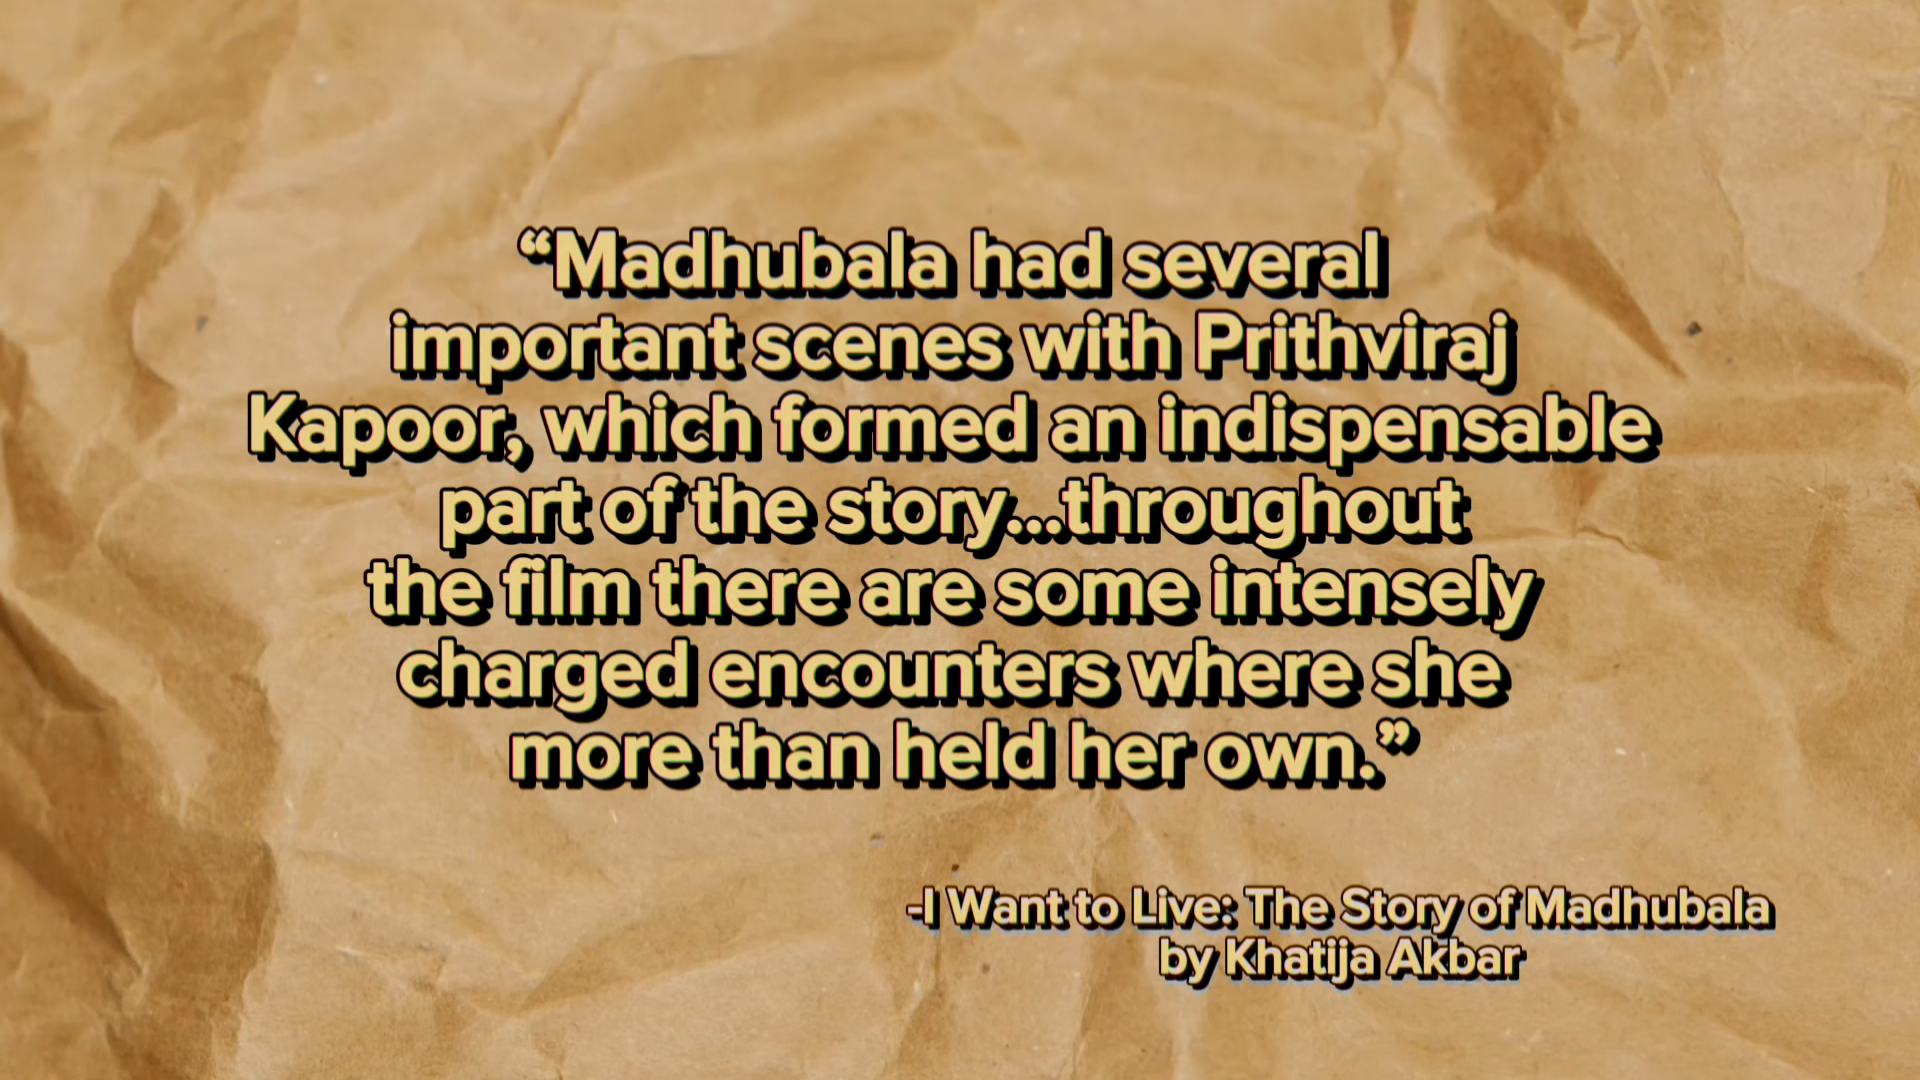 “Madhubala had several
important scenes with Prithviraj
Kapoor, which formed an indispensable
part of the story...throughout
the film there are some intensely
charged encounters where she
more than held her own.”
-I Want to Live: The Story of Madhubala
by Khatija Akbar